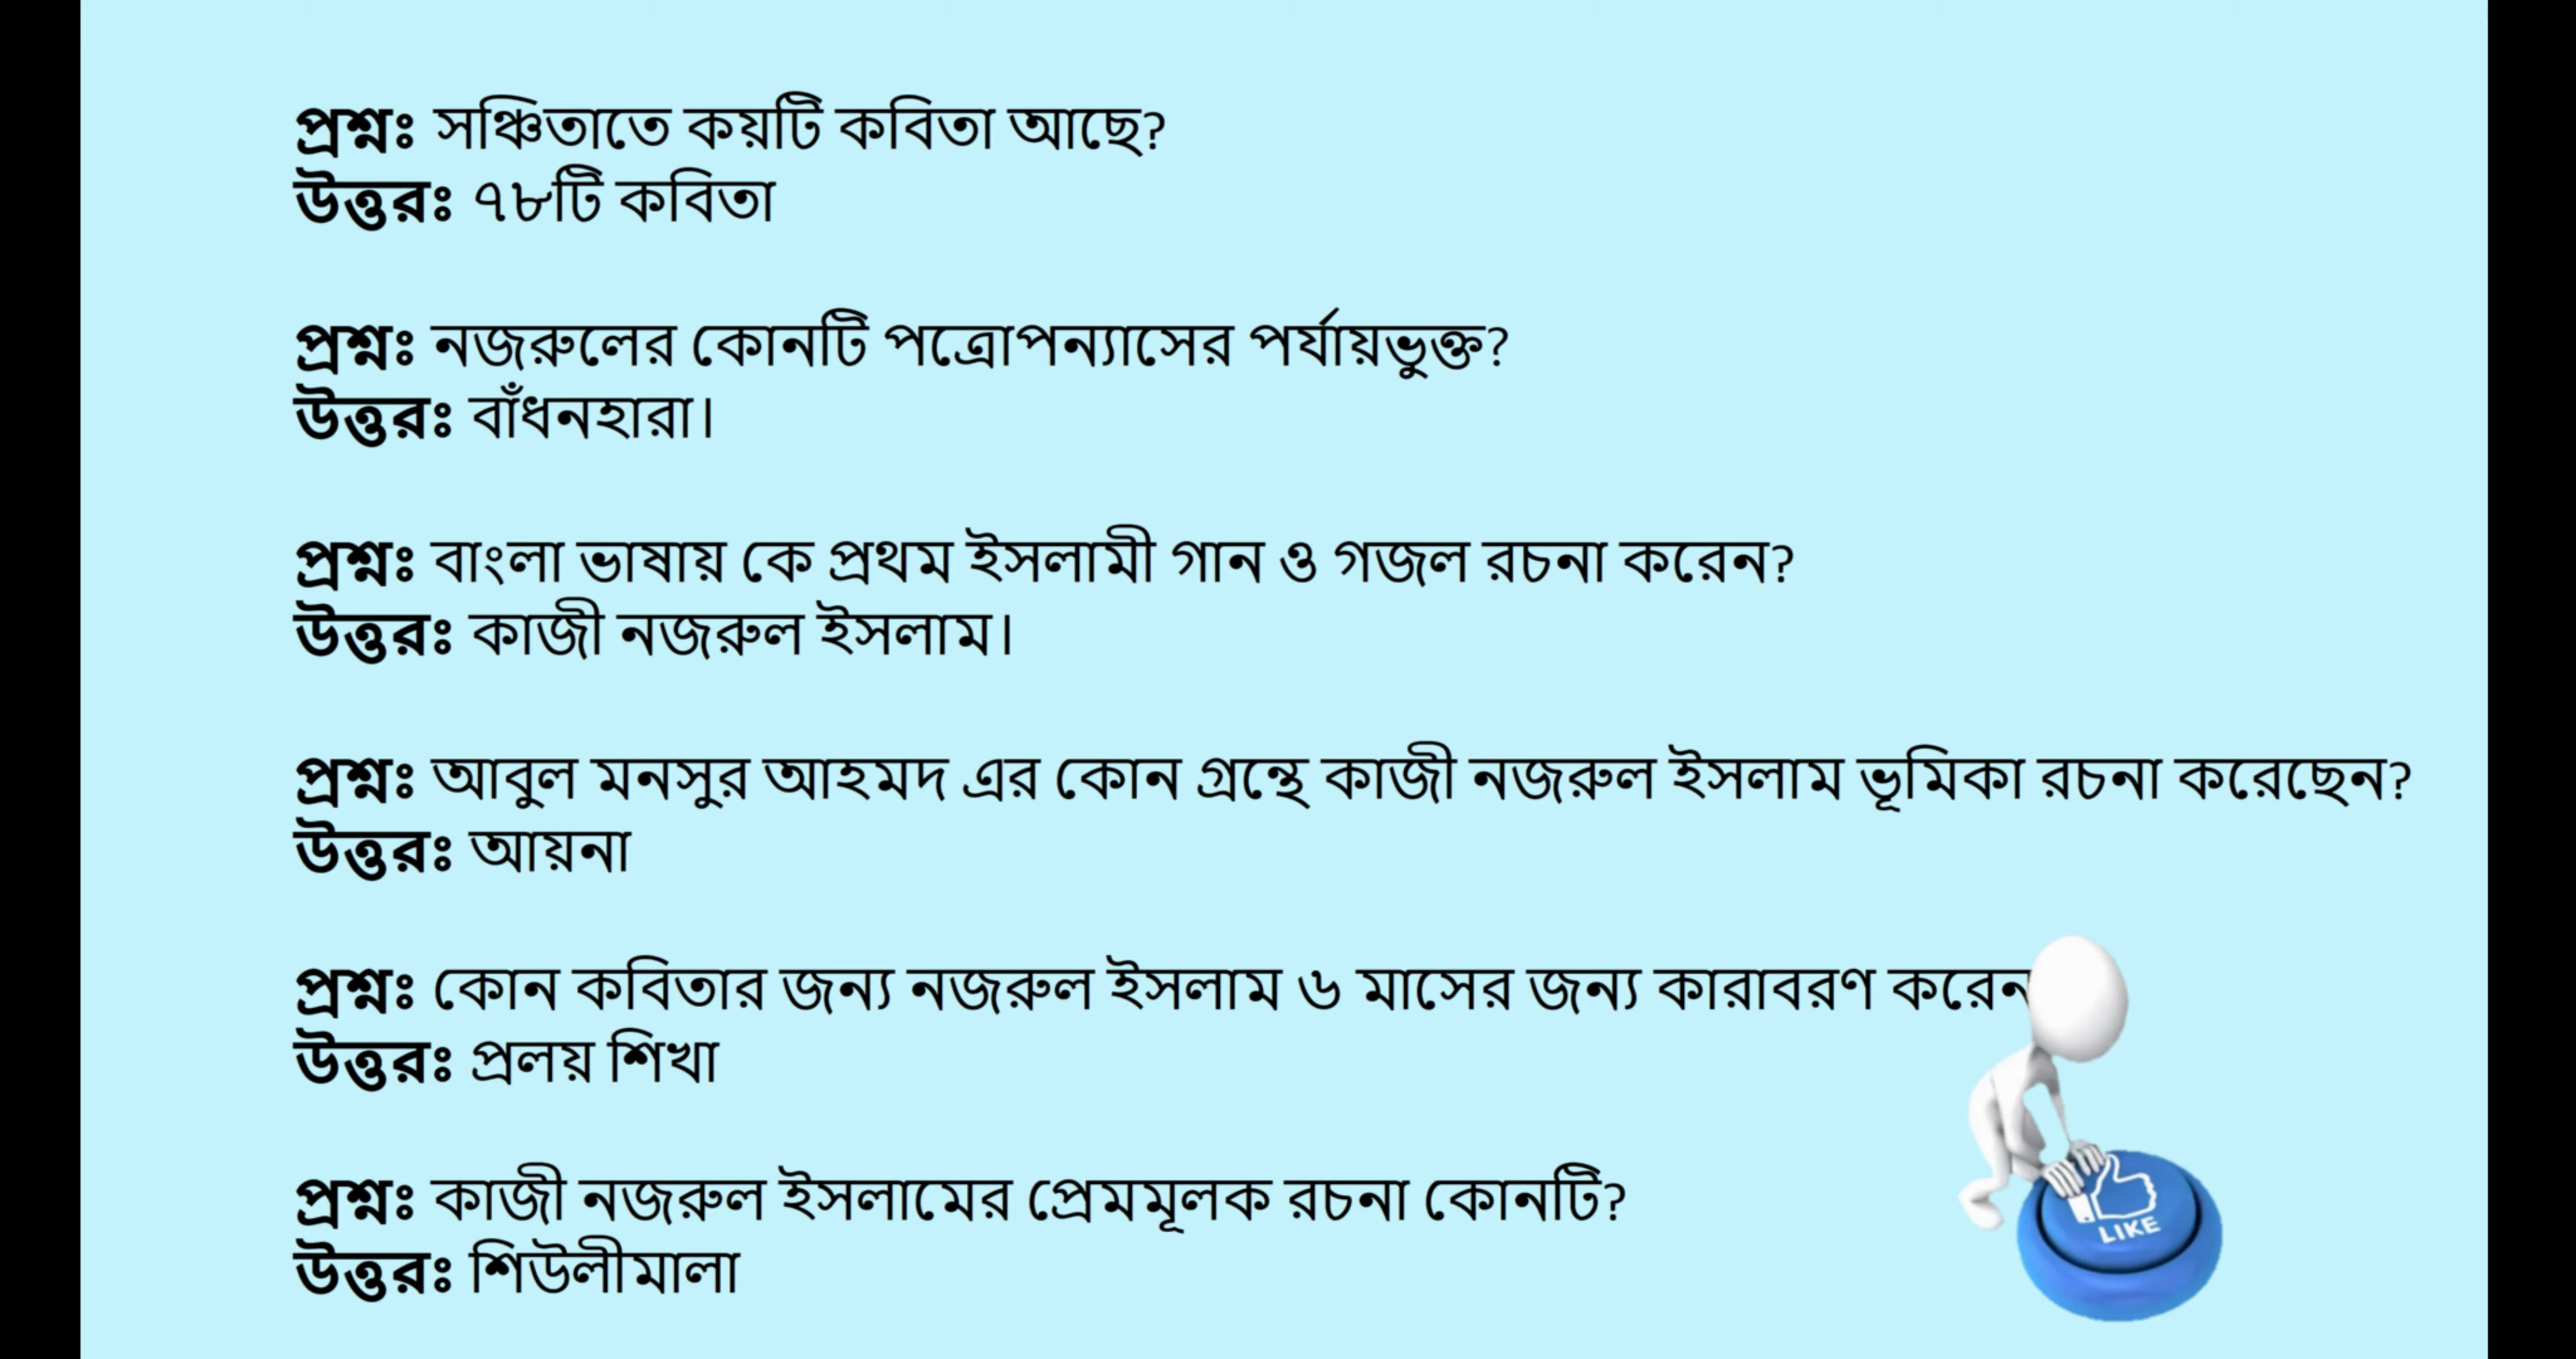 প্রশ্নঃ সঞ্চিতাতে কয়টি কবিতা আছে?
উত্তরঃ ৭৮টি কবিতা
প্রশ্নঃ নজরুলের কোনটি পত্রোপন্যাসের পর্যায়ভুক্ত?
উত্তরঃ বাঁধনহারা।
প্রশ্নঃ বাংলা ভাষায় কে প্রথম ইসলামী গান ও গজল রচনা করেন?
উত্তরঃ কাজী নজরুল ইসলাম।
প্রশ্নঃ আবুল মনসুর আহমদ এর কোন গ্রন্থে কাজী নজরুল ইসলাম ভূমিকা রচনা করেছেন?
উত্তরঃ আয়না
প্রশ্নঃ কোন কবিতার জন্য নজরুল ইসলাম ৬ মাসের জন্য কারাবরণ করেন
উত্তরঃ প্রলয় শিখা
প্রশ্নঃ কাজী নজরুল ইসলামের প্রেমমূলক রচনা কোনটি?
উত্তরঃ শিউলীমালা
LIKE